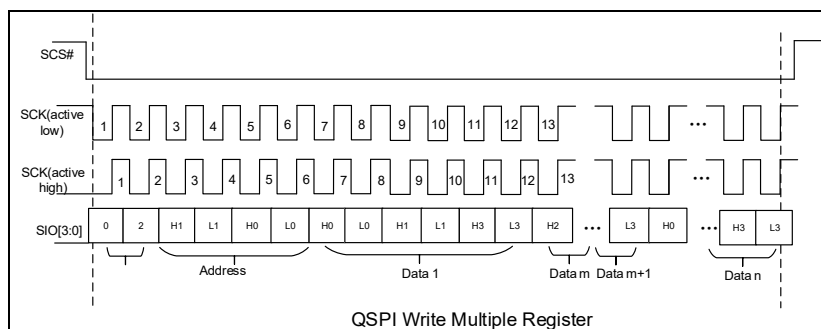 SCS#
SCK(active low) 1 2 3 4 5 6 7 8 9 10 11 12 13 ...
SCK(active high) 1 2 3 4 5 6 7 8 9 10 11 12 13 ...
SIO[3:0] 0 2 H1 L1 H0 L0 H0 L0 H1 L1 H3 L3 H2 ... L3 H0 ... H3 L3
Address Data 1 Data m Data m+1 Data n
QSPI Write Multiple Register